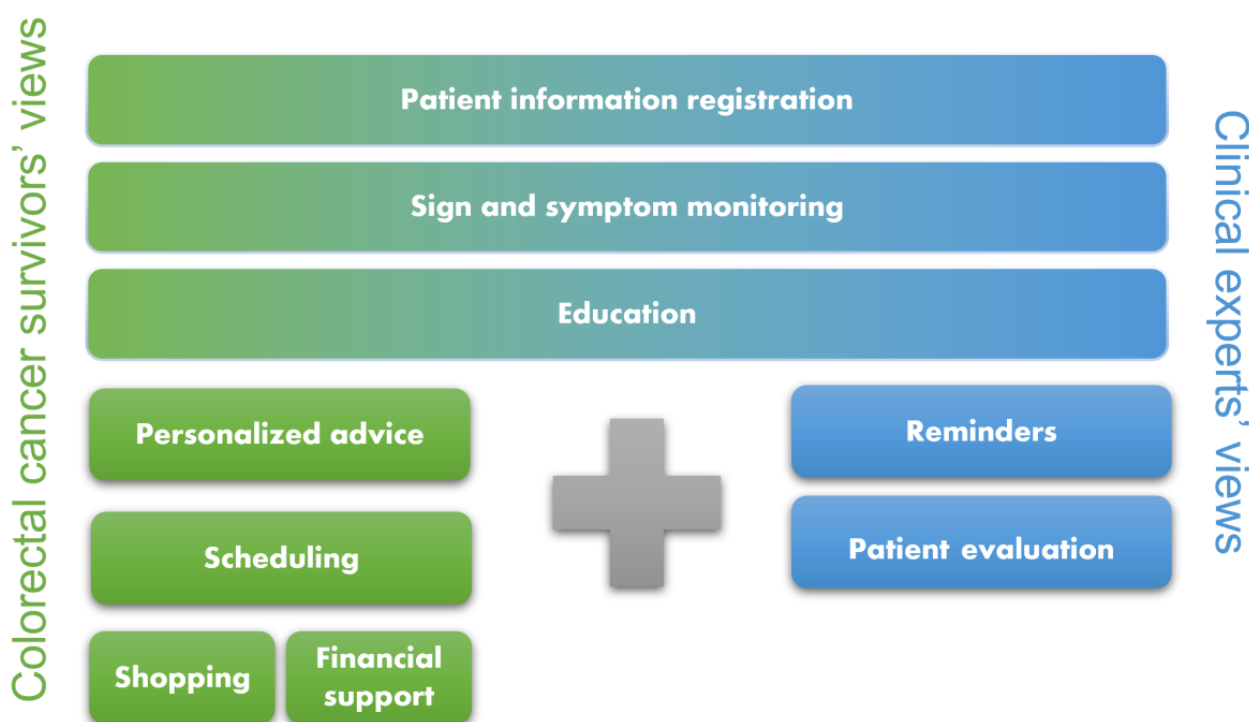 Colorectal cancer survivors' views
Patient information registration
Sign and symptom monitoring
Education
Personalized advice
Scheduling
Shopping
Financial
support
Reminders
Patient evaluation
Clinical experts' views